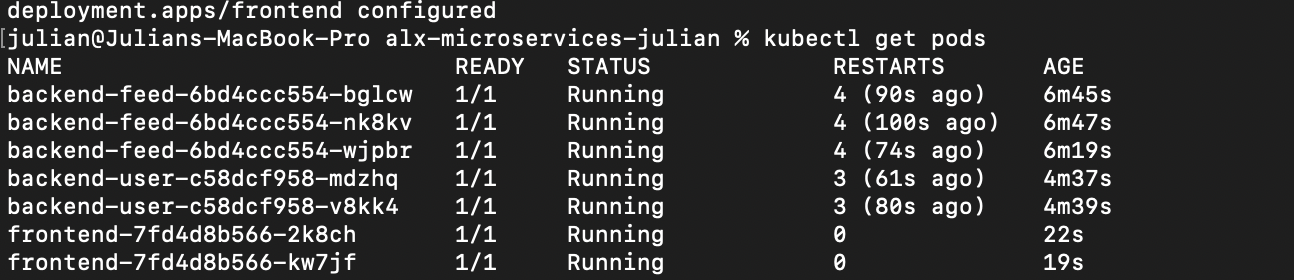 deployment.apps/frontend configured
[julian@Julians-MacBook-Pro alx-microservices-julian % kubectl get pods
NAME READY STATUS RESTARTS AGE
backend-feed-6bd4ccc554-bglcw 1/1 Running 4 (90s ago) 6m45s
backend-feed-6bd4ccc554-nk8kv 1/1 Running 4 (100s ago) 6m47s
backend-feed-6bd4ccc554-wjpbr 1/1 Running 4 (74s ago) 6m19s
backend-user-c58dcf958-mdzhq 1/1 Running 3 (61s ago) 4m37s
backend-user-c58dcf958-v8kk4 1/1 Running 3 (80s ago) 4m39s
frontend-7fd4d8b566-2k8ch 1/1 Running 0 22s
frontend-7fd4d8b566-kw7jf 1/1 Running 0 19s